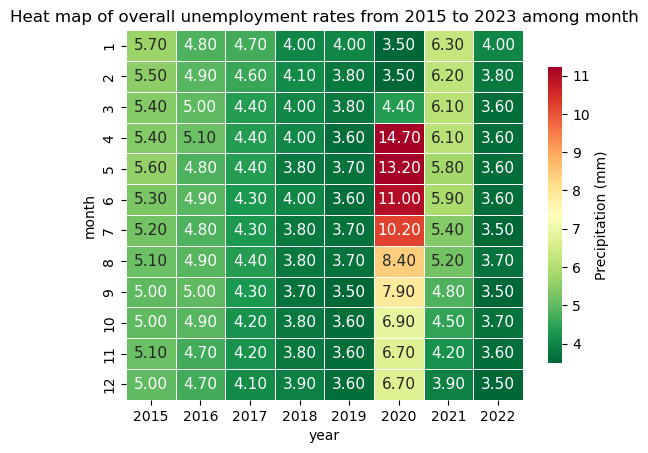 Heat map of overall unemployment rates from 2015 to 2023 among month
1 5.70 4.80 4.70 4.00 4.00 3.50 6.30 4.00
2 5.50 4.90 4.60 4.10 3.80 3.50 6.20 3.80
3 5.40 5.00 4.40 4.00 3.80 4.40 6.10 3.60
4 5.40 5.10 4.40 4.00 3.60 14.70 6.10 3.60
5 5.60 4.80 4.40 3.80 3.70 13.20 5.80 3.60
6 5.30 4.90 4.30 4.00 3.60 11.00 5.90 3.60
7 5.20 4.80 4.30 3.80 3.70 10.20 5.40 3.50
8 5.10 4.90 4.40 3.80 3.70 8.40 5.20 3.70
9 5.00 5.00 4.30 3.70 3.50 7.90 4.80 3.50
10 5.00 4.90 4.20 3.80 3.60 6.90 4.50 3.70
11 5.10 4.70 4.20 3.80 3.60 6.70 4.20 3.60
12 5.00 4.70 4.10 3.90 3.60 6.70 3.90 3.50
2015 2016 2017 2018 2019 2020 2021 2022
year
month
11
10
9
8
7
6
5
4
Precipitation (mm)